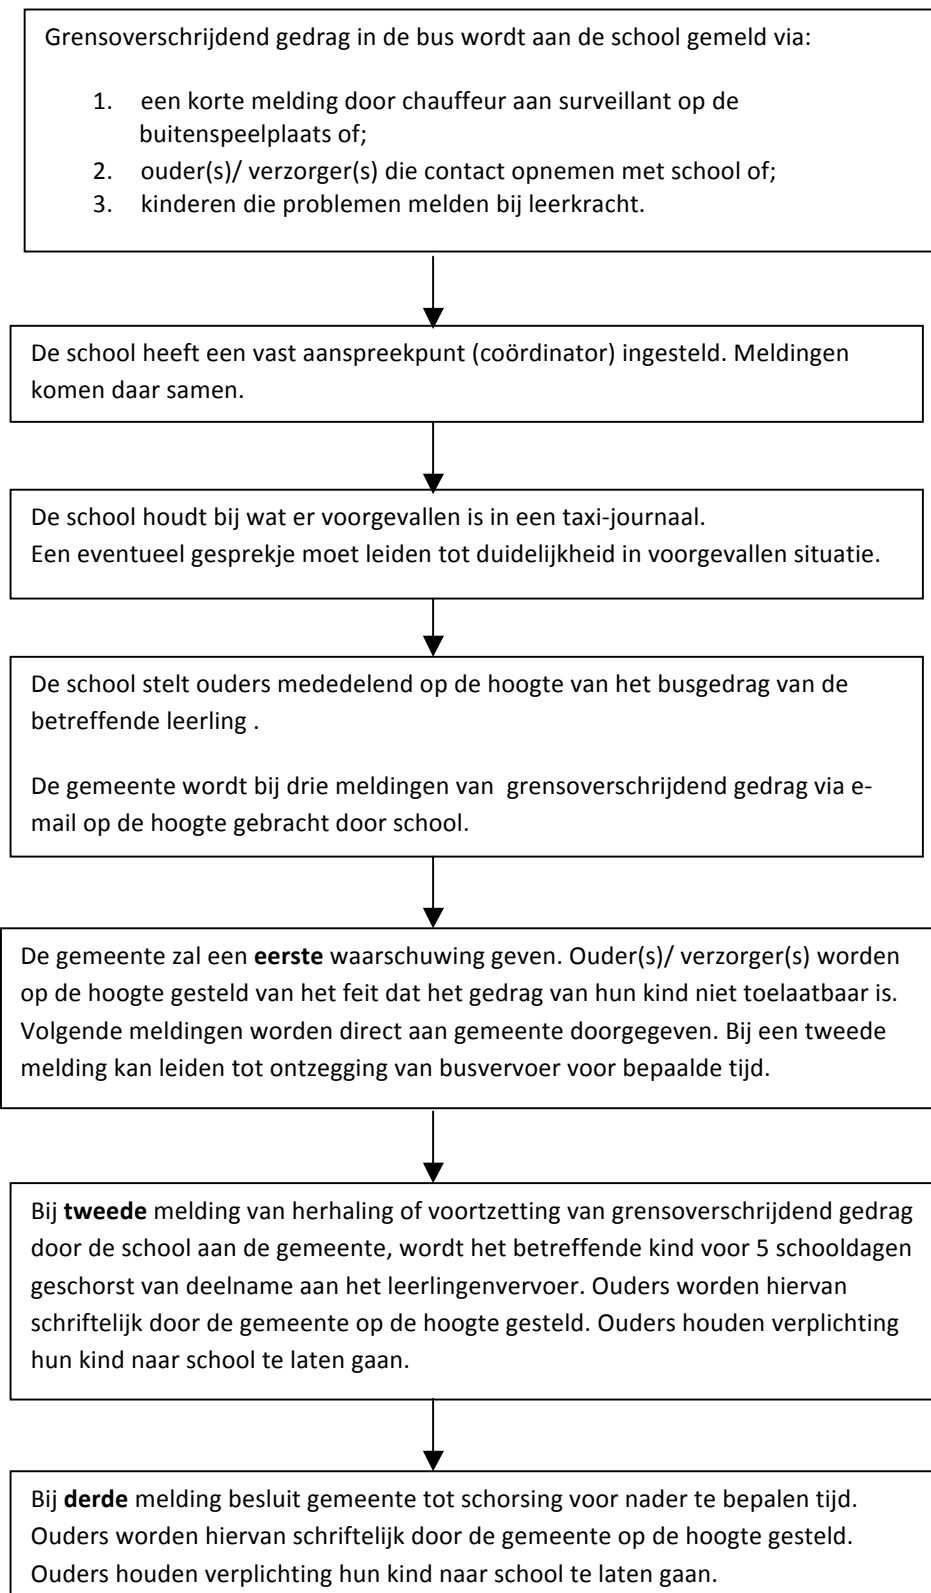 Grensoverschrijdend gedrag in de bus wordt aan de school gemeld via:
1. een korte melding door chauffeur aan surveillant op de
buitenspeelplaats of;
2. ouder(s)/ verzorger(s) die contact opnemen met school of;
3. kinderen die problemen melden bij leerkracht.
De school heeft een vast aanspreekpunt (coördinator) ingesteld. Meldingen
komen daar samen.
De school houdt bij wat er voorgevallen is in een taxi-journaal.
Een eventueel gesprekje moet leiden tot duidelijkheid in voorgevallen situatie.
De school stelt ouders mededelend op de hoogte van het busgedrag van de
betreffende leerling .
De gemeente wordt bij drie meldingen van  grensoverschrijdend gedrag via e-
mail op de hoogte gebracht door school.
De gemeente zal een eerste waarschuwing geven. Ouder(s)/ verzorger(s) worden
op de hoogte gesteld van het feit dat het gedrag van hun kind niet toelaatbaar is.
Volgende meldingen worden direct aan gemeente doorgegeven. Bij een tweede
melding kan leiden tot ontzegging van busvervoer voor bepaalde tijd.
Bij tweede melding van herhaling of voortzetting van grensoverschrijdend gedrag
door de school aan de gemeente, wordt het betreffende kind voor 5 schooldagen
geschorst van deelname aan het leerlingenvervoer. Ouders worden hiervan
schriftelijk door de gemeente op de hoogte gesteld. Ouders houden verplichting
hun kind naar school te laten gaan.
Bij derde melding besluit gemeente tot schorsing voor nader te bepalen tijd.
Ouders worden hiervan schriftelijk door de gemeente op de hoogte gesteld.
Ouders houden verplichting hun kind naar school te laten gaan.